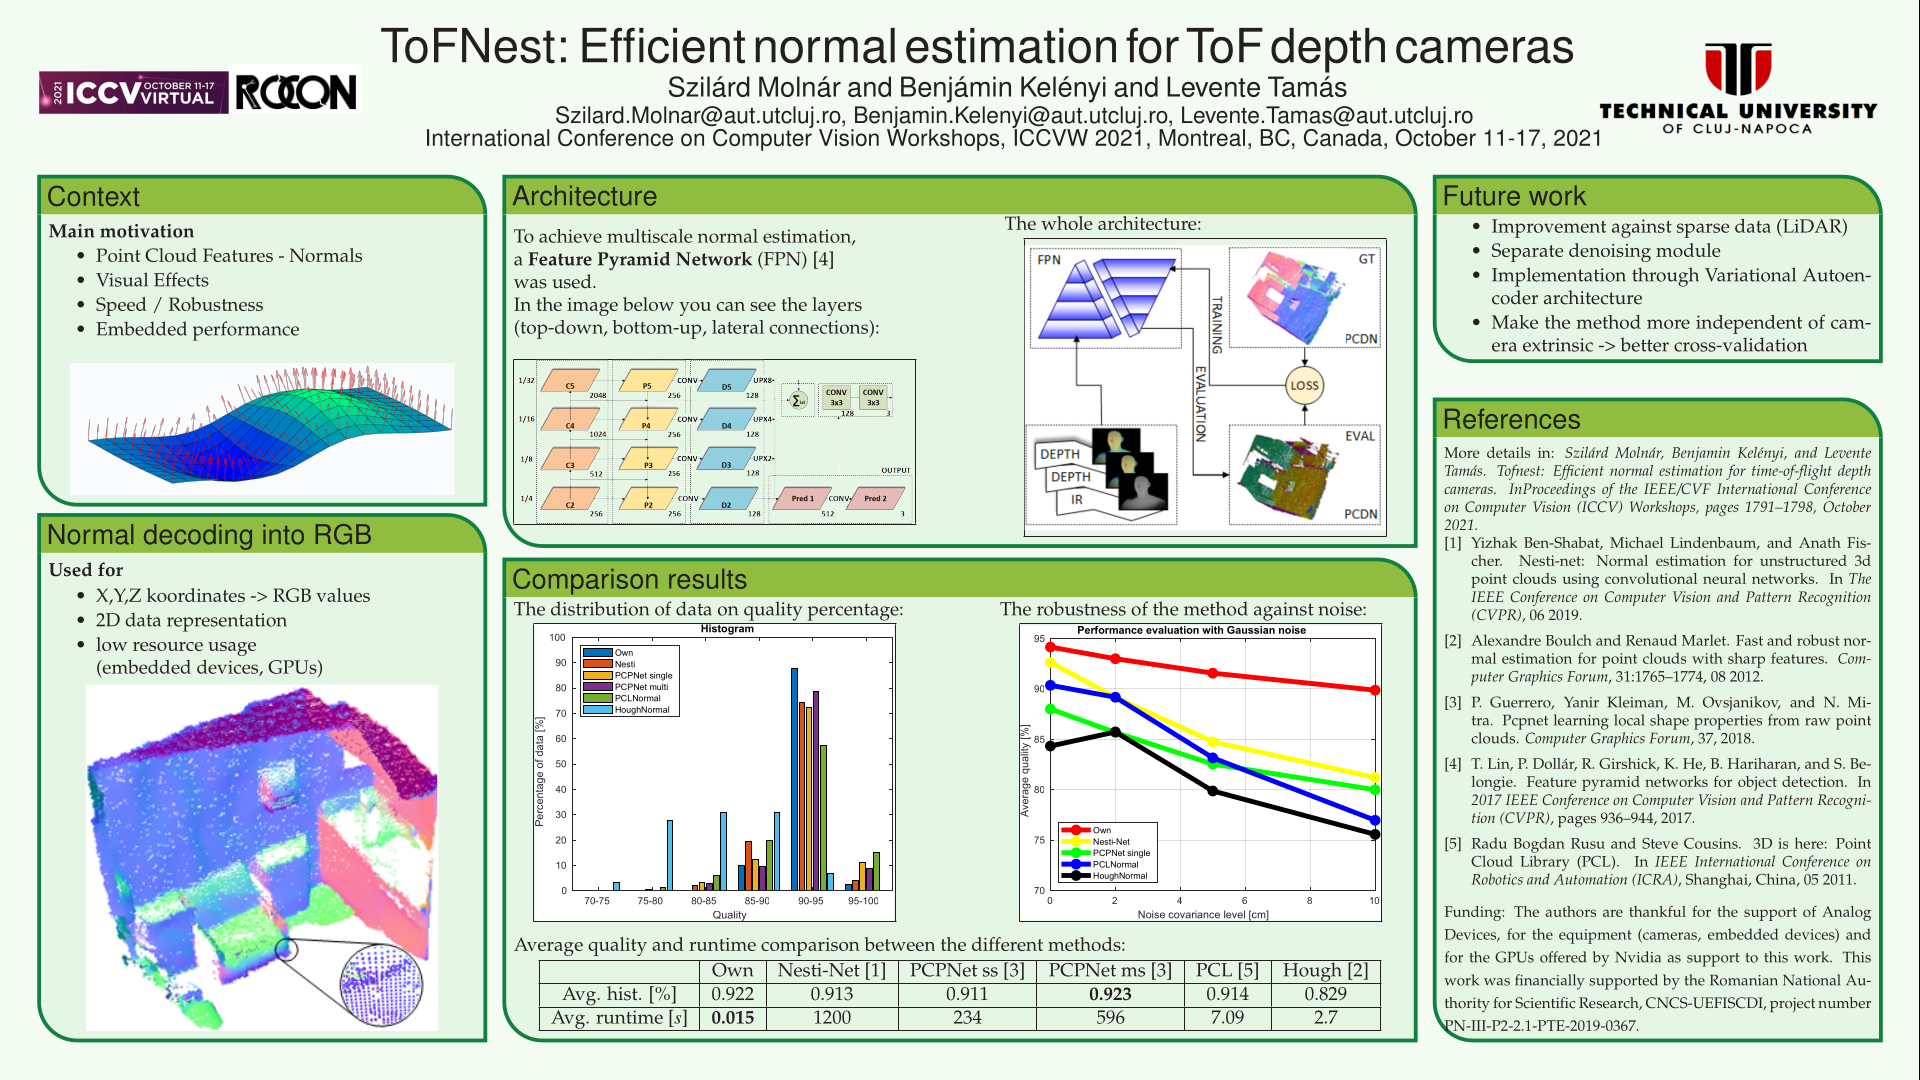 ToFNest: Efficient normal estimation for ToF depth cameras
Szilárd Molnár and Benjámin Kelényi and Levente Tamás
Szilard.Molnar@aut.utcluj.ro, Benjamin.Kelenyi@aut.utcluj.ro, Levente.Tamas@aut.utcluj.ro
International Conference on Computer Vision Workshops, ICCVW 2021, Montreal, BC, Canada, October 11-17, 2021
2021 ICCV OCTOBER 11-17 VIRTUAL
ROCON
TECHNICAL UNIVERSITY
OF CLUJ-NAPOCA
Context
Main motivation
• Point Cloud Features - Normals
• Visual Effects
• Speed / Robustness
• Embedded performance
Normal decoding into RGB
Used for
• X,Y,Z koordinates -> RGB values
• 2D data representation
• low resource usage
(embedded devices, GPUs)
Architecture
To achieve multiscale normal estimation,
a Feature Pyramid Network (FPN) [4]
was used.
In the image below you can see the layers
(top-down, bottom-up, lateral connections):
1/32 C5 2048 P5 256 CONV D5 128 UPX8
1/16 C4 1024 P4 256 D4 128 UPX4
1/8 C3 512 P3 256 D3 128 UPX2
1/4 C2 256 P2 256 CONV D2 128
CONV 3x3 128 CONV 3x3 3
OUTPUT
Pred 1 512 CONV Pred 2 3
The whole architecture:
FPN
GT
PCDN
TRAINING
EVALUATION
LOSS
DEPTH
DEPTH
IR
EVAL
PCDN
Comparison results
The distribution of data on quality percentage:
Histogram
Percentage of data [%]
100
90
80
70
60
50
40
30
20
10
0
Own
Nesti
PCPNet single
PCPNet multi
PCLNormal
HoughNormal
70-75 75-80 80-85 85-90 90-95 95-100
Quality
The robustness of the method against noise:
Performance evaluation with Gaussian noise
Average quality [%]
95
90
85
80
75
70
Own
Nesti-Net
PCPNet single
PCLNormal
HoughNormal
0 2 4 6 8 10
Noise covariance level [cm]
Average quality and runtime comparison between the different methods:
Own Nesti-Net [1] PCPNet ss [3] PCPNet ms [3] PCL [5] Hough [2]
Avg. hist. [%] 0.922 0.913 0.911 0.923 0.914 0.829
Avg. runtime [s] 0.015 1200 234 596 7.09 2.7
Future work
• Improvement against sparse data (LiDAR)
• Separate denoising module
• Implementation through Variational Autoen-
coder architecture
• Make the method more independent of cam-
era extrinsic -> better cross-validation
References
More details in: Szilárd Molnár, Benjamin Kelényi, and Levente
Tamás. Tofnest: Efficient normal estimation for time-of-flight depth
cameras. InProceedings of the IEEE/CVF International Conference
on Computer Vision (ICCV) Workshops, pages 1791–1798, October
2021.
[1] Yizhak Ben-Shabat, Michael Lindenbaum, and Anath Fis-
cher. Nesti-net: Normal estimation for unstructured 3d
point clouds using convolutional neural networks. In The
IEEE Conference on Computer Vision and Pattern Recognition
(CVPR), 06 2019.
[2] Alexandre Boulch and Renaud Marlet. Fast and robust nor-
mal estimation for point clouds with sharp features. Com-
puter Graphics Forum, 31:1765–1774, 08 2012.
[3] P. Guerrero, Yanir Kleiman, M. Ovsjanikov, and N. Mi-
tra. Pcpnet learning local shape properties from raw point
clouds. Computer Graphics Forum, 37, 2018.
[4] T. Lin, P. Dollár, R. Girshick, K. He, B. Hariharan, and S. Be-
longie. Feature pyramid networks for object detection. In
2017 IEEE Conference on Computer Vision and Pattern Recogni-
tion (CVPR), pages 936–944, 2017.
[5] Radu Bogdan Rusu and Steve Cousins. 3D is here: Point
Cloud Library (PCL). In IEEE International Conference on
Robotics and Automation (ICRA), Shanghai, China, 05 2011.
Funding: The authors are thankful for the support of Analog
Devices, for the equipment (cameras, embedded devices) and
for the GPUs offered by Nvidia as support to this work. This
work was financially supported by the Romanian National Au-
thority for Scientific Research, CNCS-UEFISCDI, project number
PN-III-P2-2.1-PTE-2019-0367.